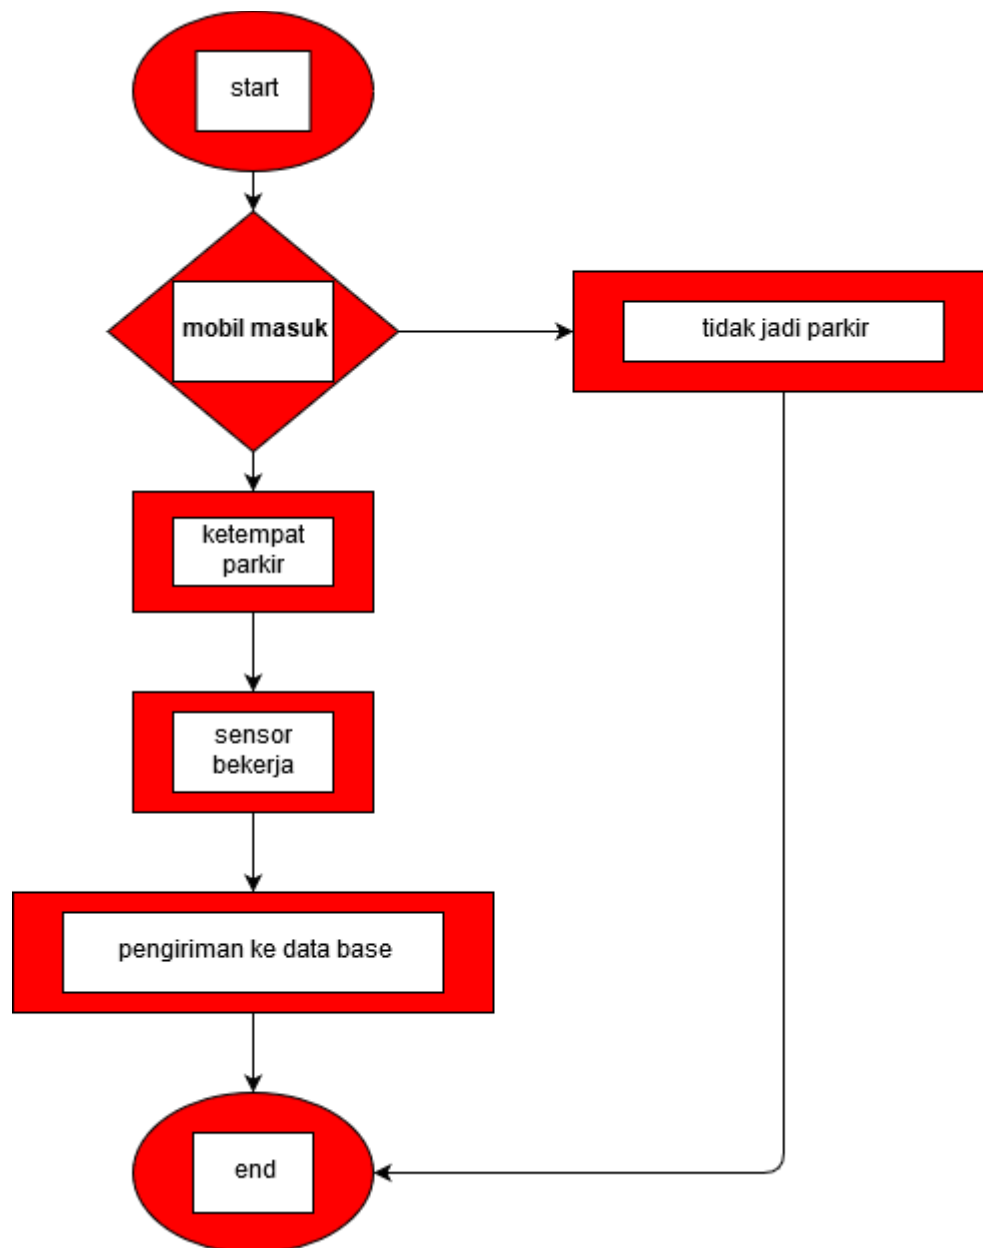 start
mobil masuk
tidak jadi parkir
ketempat
parkir
sensor
bekerja
pengiriman ke data base
end